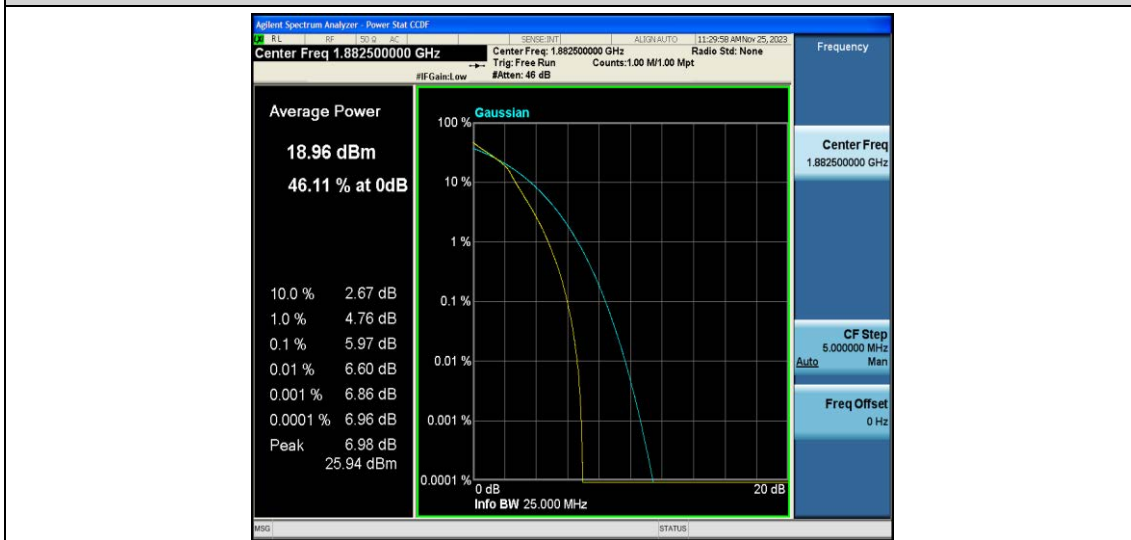 Agilent Spectrum Analyzer - Power Stat CCDF
RL RF 50 Ω AC SENSE:INT ALIGN AUTO 11:29:58 AM Nov 25, 2023
Center Freq 1.882500000 GHz
Center Freq: 1.882500000 GHz Radio Std: None
Trig: Free Run Counts:1.00 M/1.00 Mpt
#IFGain:Low #Atten: 46 dB
Frequency
Average Power
18.96 dBm
46.11 % at 0dB
10.0 % 2.67 dB
1.0 % 4.76 dB
0.1 % 5.97 dB
0.01 % 6.60 dB
0.001 % 6.86 dB
0.0001 % 6.96 dB
Peak 6.98 dB
25.94 dBm
Gaussian
100 %
10 %
1 %
0.1 %
0.01 %
0.001 %
0.0001 %
0 dB 20 dB
Info BW 25.000 MHz
Center Freq
1.882500000 GHz
CF Step
5.000000 MHz
Auto Man
Freq Offset
0 Hz
MSG STATUS